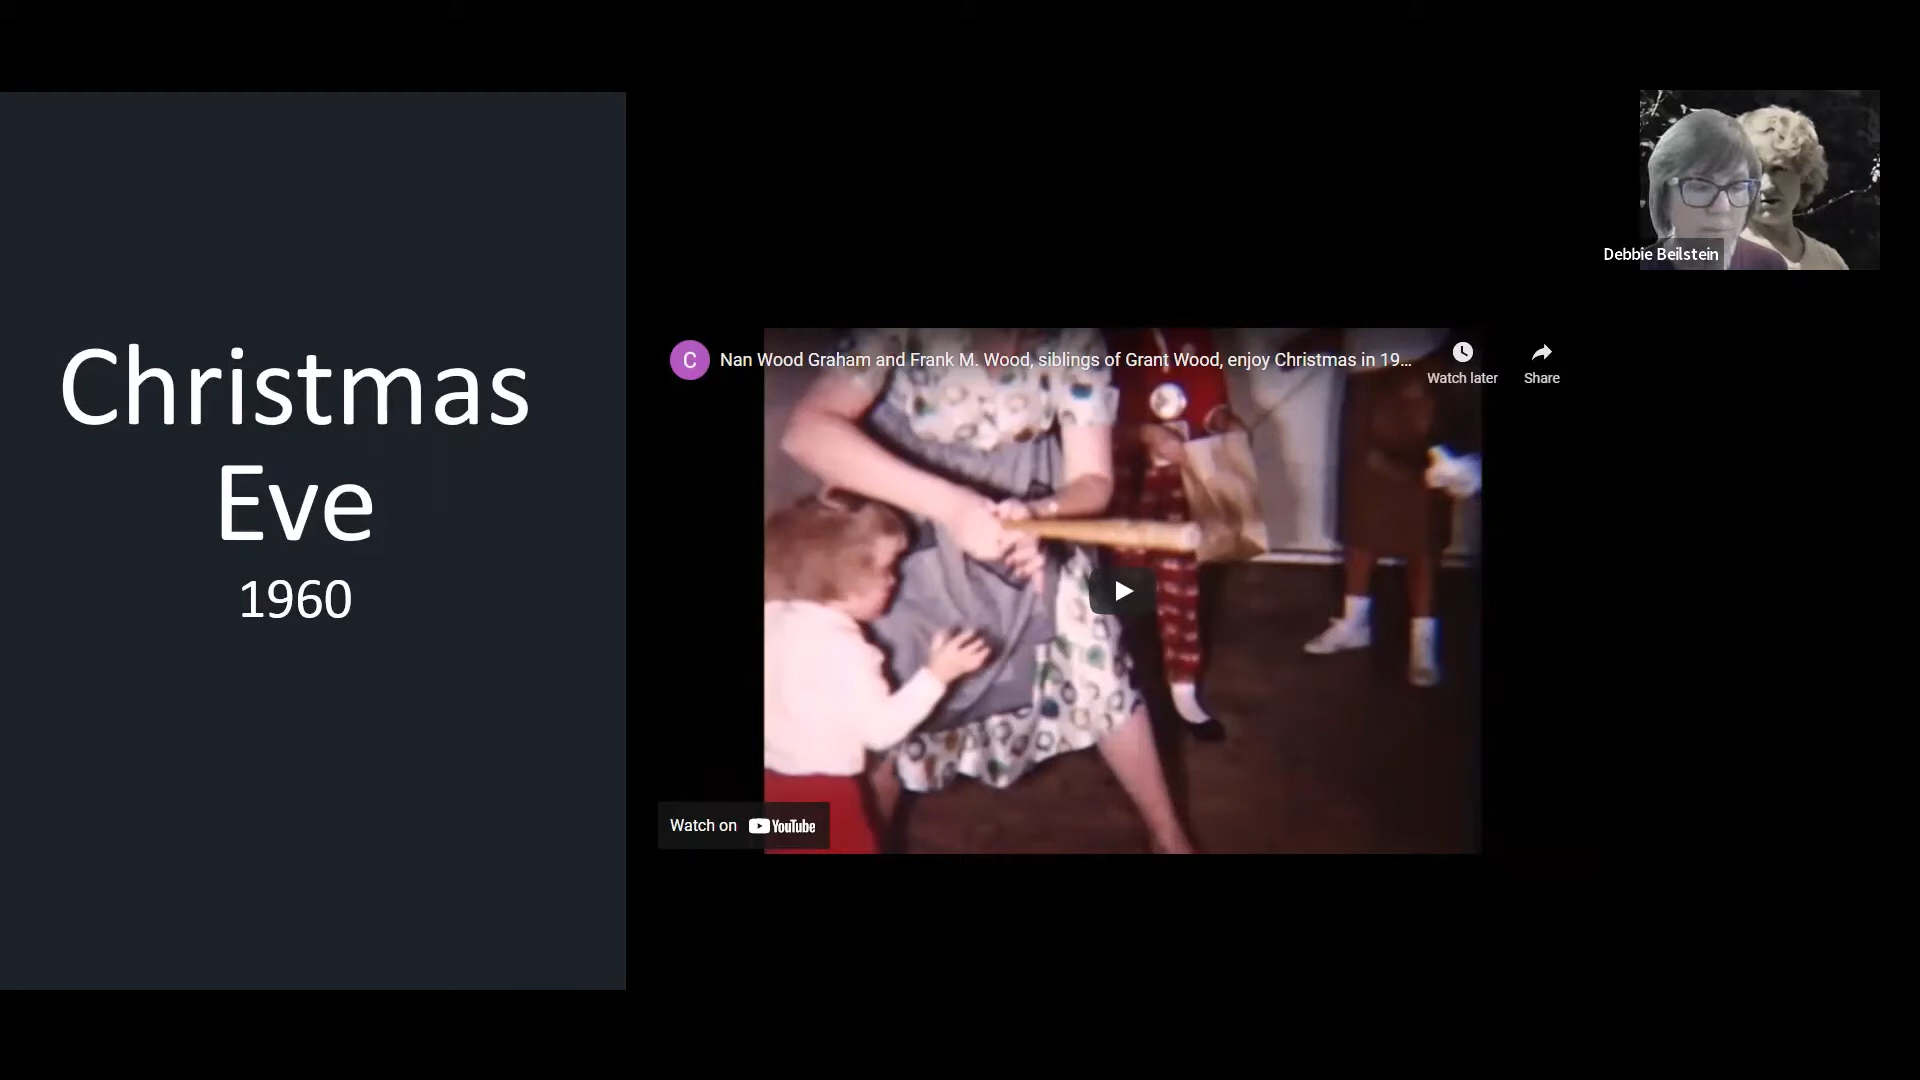 Christmas
Eve
1960
C
Nan Wood Graham and Frank M. Wood, siblings of Grant Wood, enjoy Christmas in 19...
Watch later
Share
Watch on YouTube
Debbie Beilstein